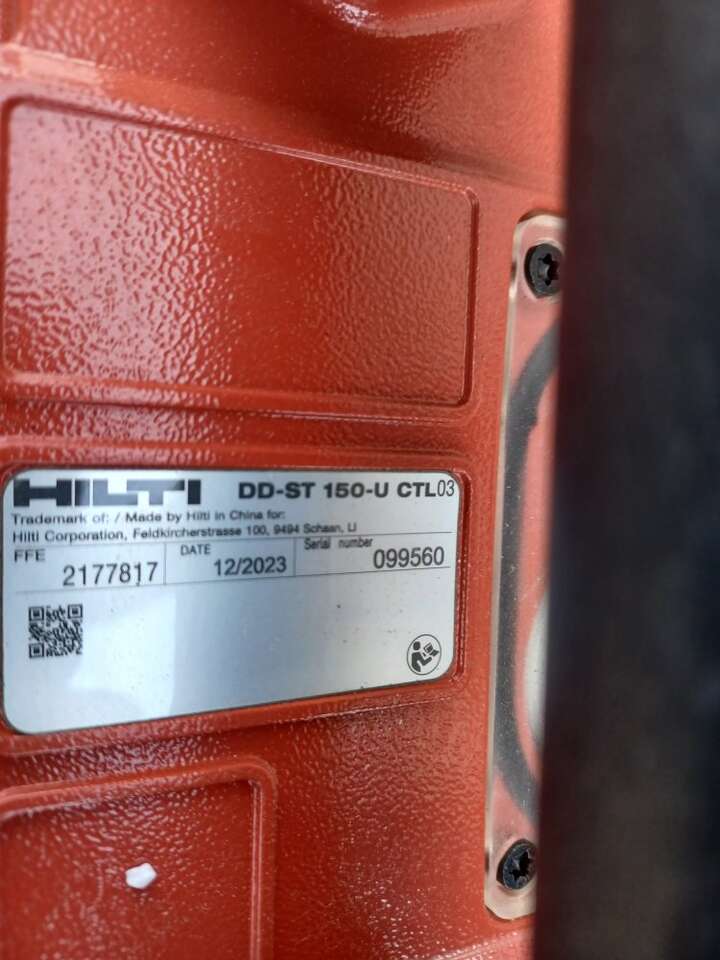 HILTI DD-ST 150-U CTL03
Trademark of: / Made by Hilti in China for:
Hilti Corporation, Feldkircherstrasse 100, 9494 Schaan, LI
FFE 2177817 DATE 12/2023 Serial number 099560